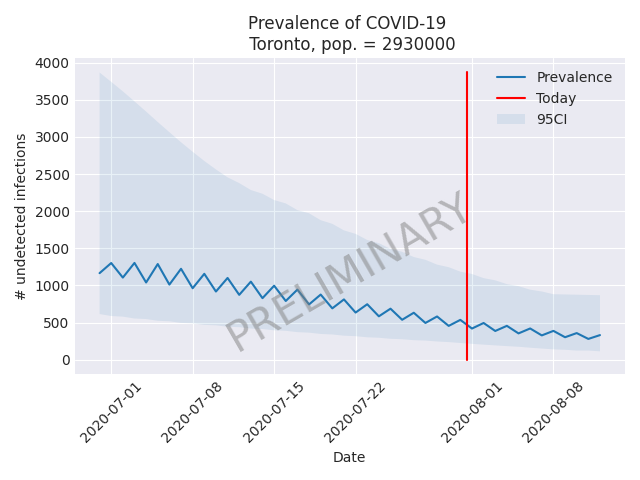 Prevalence of COVID-19
Toronto, pop. = 2930000
# undetected infections
4000
3500
3000
2500
2000
1500
1000
500
0
Prevalence
Today
95CI
PRELIMINARY
2020-07-01
2020-07-08
2020-07-15
2020-07-22
2020-08-01
2020-08-08
Date